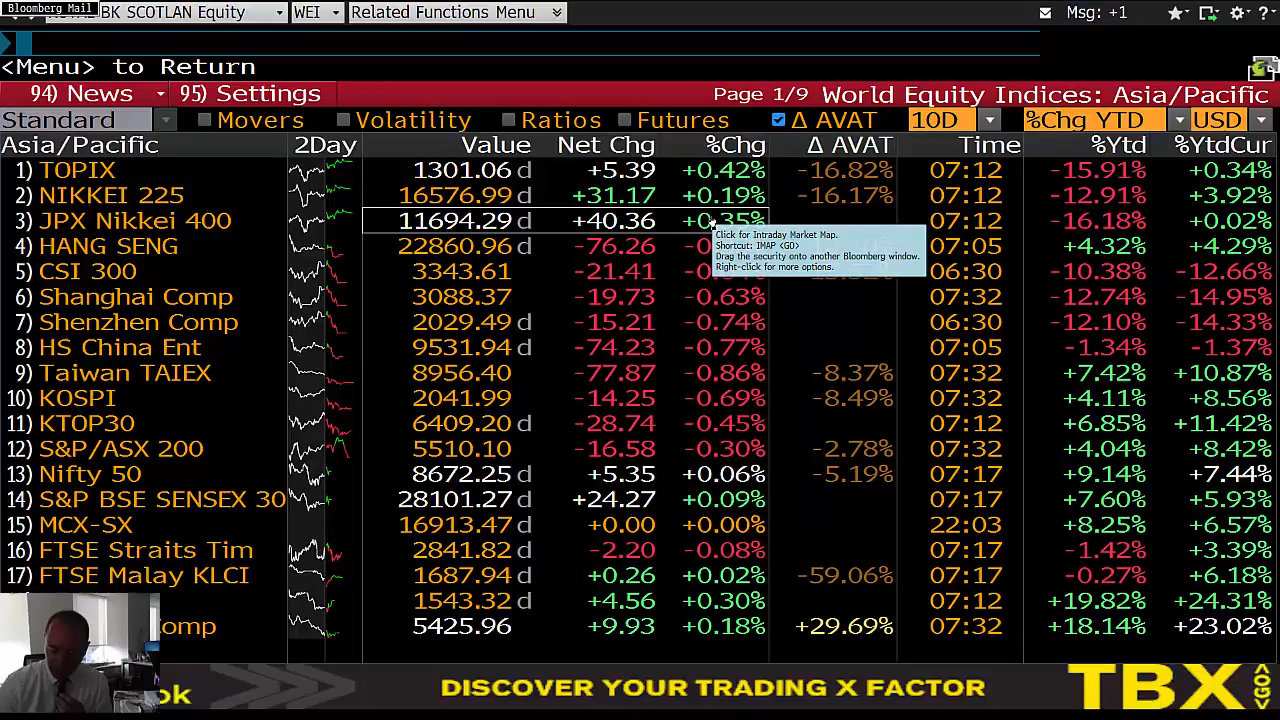 Bloomberg Mail
BK SCOTLAN Equity WEI Related Functions Menu Msg: +1
<Menu> to Return
94) News 95) Settings Page 1/9 World Equity Indices: Asia/Pacific
Standard Movers Volatility Ratios Futures Δ AVAT 10D %Chg YTD USD
Asia/Pacific 2Day Value Net Chg %Chg Δ AVAT Time %Ytd %YtdCur
1) TOPIX 1301.06 d +5.39 +0.42% -16.82% 07:12 -15.91% +0.34%
2) NIKKEI 225 16576.99 d +31.17 +0.19% -16.17% 07:12 -12.91% +3.92%
3) JPX Nikkei 400 11694.29 d +40.36 +0.35% 07:12 -16.18% +0.02%
Click for Intraday Market Map.
Shortcut: IMAP <GO>
Drag the security onto another Bloomberg window.
Right-click for more options.
4) HANG SENG 22860.96 d -76.26 07:05 +4.32% +4.29%
5) CSI 300 3343.61 -21.41 06:30 -10.38% -12.66%
6) Shanghai Comp 3088.37 -19.73 -0.63% 07:32 -12.74% -14.95%
7) Shenzhen Comp 2029.49 d -15.21 -0.74% 06:30 -12.10% -14.33%
8) HS China Ent 9531.94 d -74.23 -0.77% 07:05 -1.34% -1.37%
9) Taiwan TAIEX 8956.40 -77.87 -0.86% -8.37% 07:32 +7.42% +10.87%
10) KOSPI 2041.99 -14.25 -0.69% -8.49% 07:32 +4.11% +8.56%
11) KTOP30 6409.20 d -28.74 -0.45% 07:12 +6.85% +11.42%
12) S&P/ASX 200 5510.10 -16.58 -0.30% -2.78% 07:32 +4.04% +8.42%
13) Nifty 50 8672.25 d +5.35 +0.06% -5.19% 07:17 +9.14% +7.44%
14) S&P BSE SENSEX 30 28101.27 d +24.27 +0.09% 07:17 +7.60% +5.93%
15) MCX-SX 16913.47 d +0.00 +0.00% 22:03 +8.25% +6.57%
16) FTSE Straits Tim 2841.82 d -2.20 -0.08% 07:17 -1.42% +3.39%
17) FTSE Malay KLCI 1687.94 d +0.26 +0.02% -59.06% 07:17 -0.27% +6.18%
1543.32 d +4.56 +0.30% 07:12 +19.82% +24.31%
omp 5425.96 +9.93 +0.18% +29.69% 07:32 +18.14% +23.02%
ok DISCOVER YOUR TRADING X FACTOR TBX <GO>